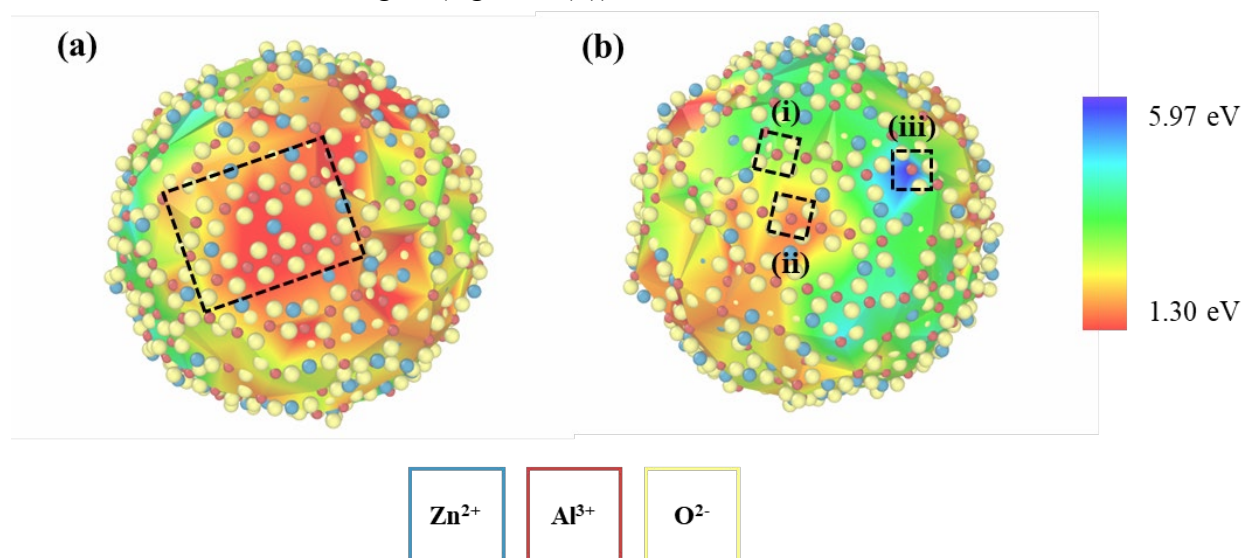 (a)
(b)
(i)
(ii)
(iii)
5.97 eV
1.30 eV
Zn²⁺
Al³⁺
O²⁻